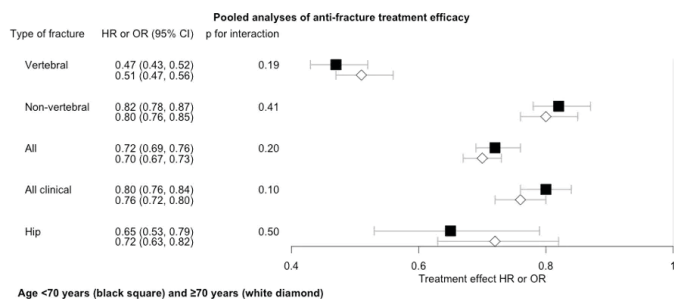 Pooled analyses of anti-fracture treatment efficacy
Type of fracture HR or OR (95% CI) p for interaction
Vertebral 0.47 (0.43, 0.52) 0.19
0.51 (0.47, 0.56)
Non-vertebral 0.82 (0.78, 0.87) 0.41
0.80 (0.76, 0.85)
All 0.72 (0.69, 0.76) 0.20
0.70 (0.67, 0.73)
All clinical 0.80 (0.76, 0.84) 0.10
0.76 (0.72, 0.80)
Hip 0.65 (0.53, 0.79) 0.50
0.72 (0.63, 0.82)
0.4 0.6 0.8 1
Treatment effect HR or OR
Age <70 years (black square) and ≥70 years (white diamond)